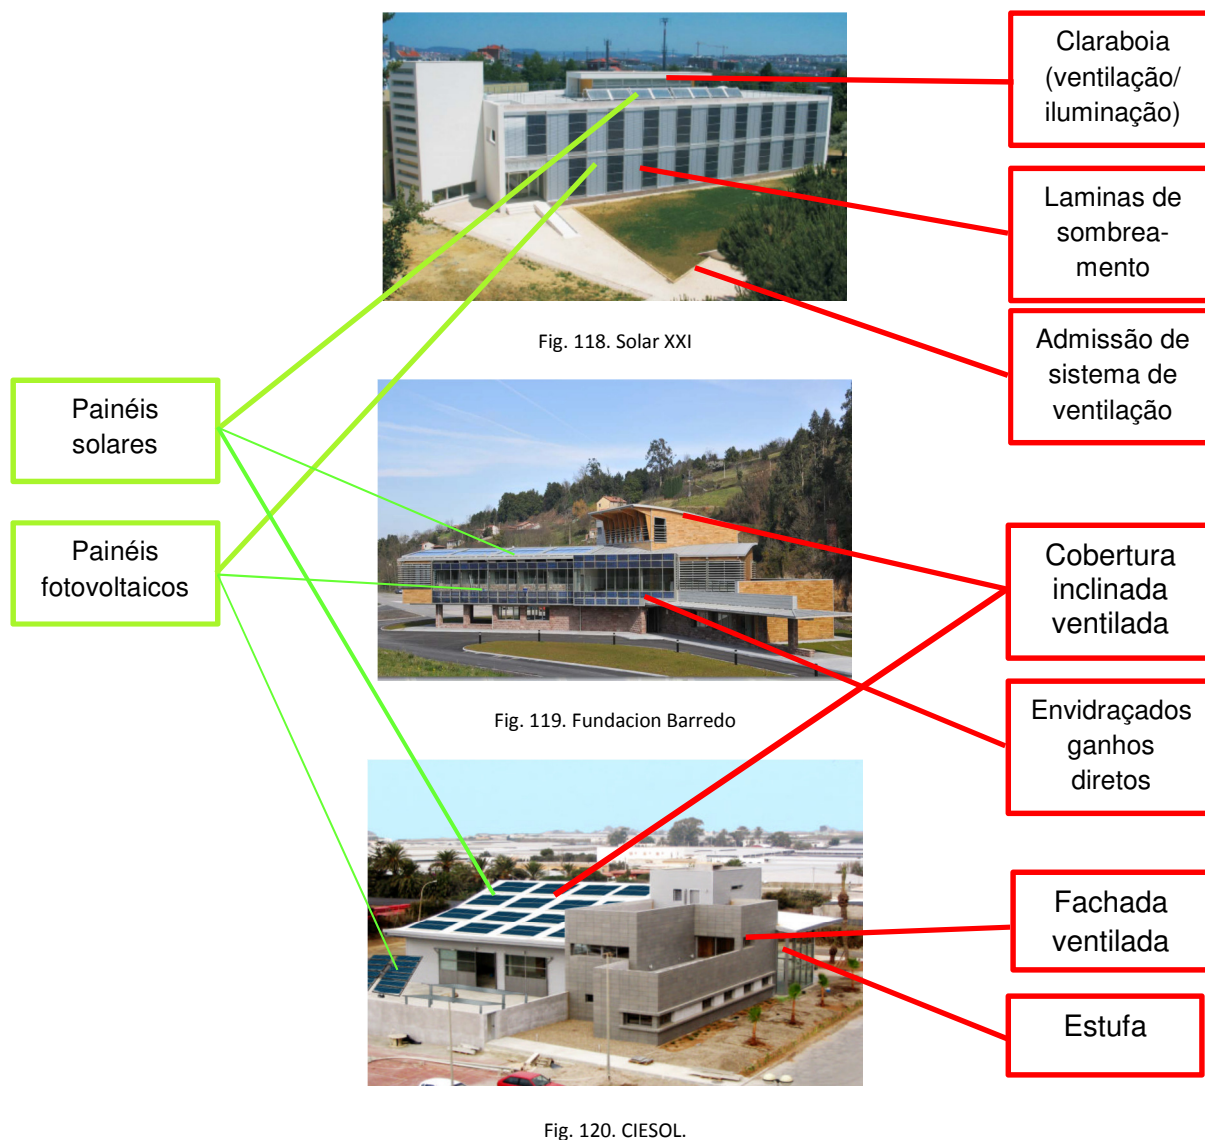 Claraboia
(ventilação/
iluminação)
Laminas de
sombrea-
mento
Fig. 118. Solar XXI
Admissão de
sistema de
ventilação
Painéis
solares
Painéis
fotovoltaicos
Cobertura
inclinada
ventilada
Fig. 119. Fundacion Barredo
Envidraçados
ganhos
diretos
Fachada
ventilada
Estufa
Fig. 120. CIESOL.